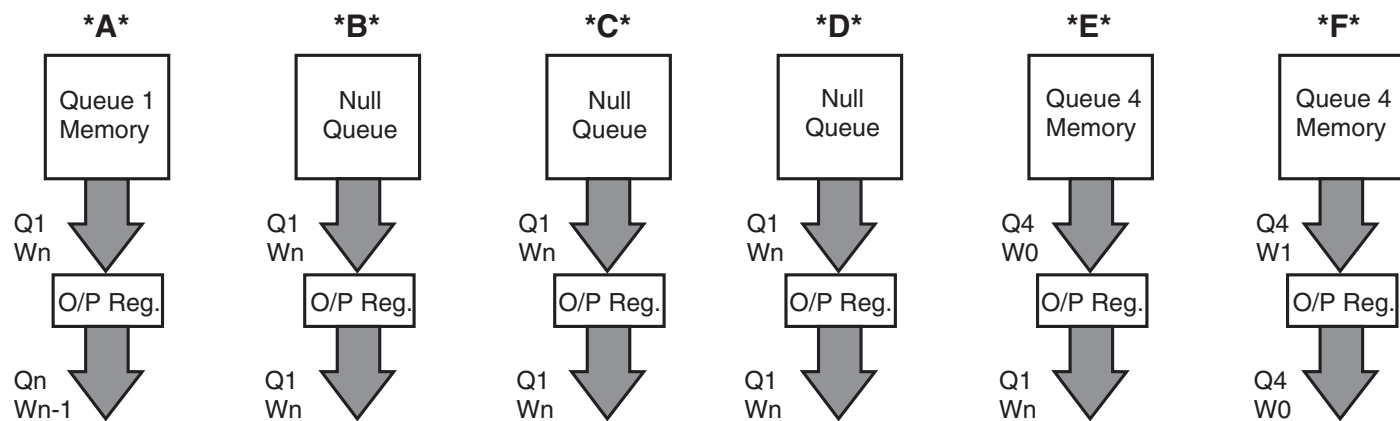 *A*
*B*
*C*
*D*
*E*
*F*
Queue 1
Memory
Null
Queue
Null
Queue
Null
Queue
Queue 4
Memory
Queue 4
Memory
Q1
Wn
Q1
Wn
Q1
Wn
Q1
Wn
Q4
W0
Q4
W1
O/P Reg.
O/P Reg.
O/P Reg.
O/P Reg.
O/P Reg.
O/P Reg.
Qn
Wn-1
Q1
Wn
Q1
Wn
Q1
Wn
Q1
Wn
Q4
W0